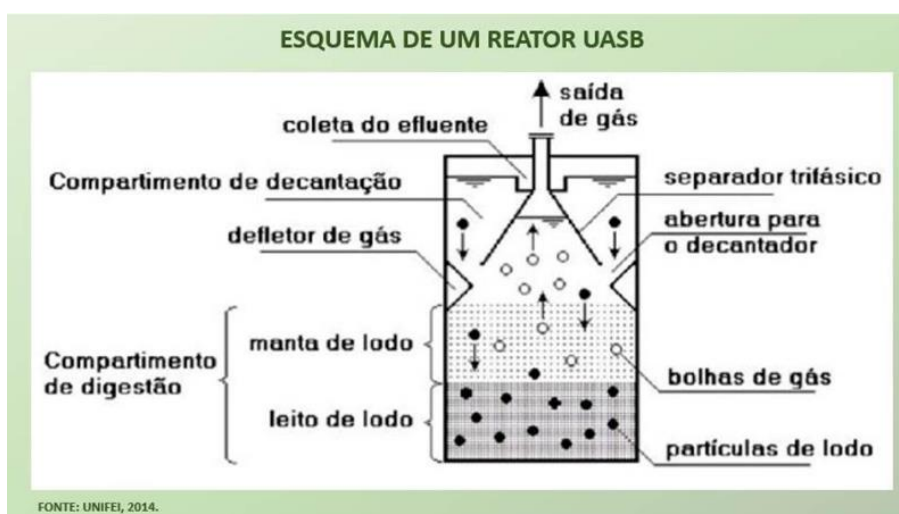 ESQUEMA DE UM REATOR UASB
saída
de gás
coleta do efluente
Compartimento de decantação
separador trifásico
defletor de gás
abertura para
o decantador
Compartimento
de digestão
manta de lodo
bolhas de gás
leito de lodo
partículas de lodo
FONTE: UNIFEI, 2014.